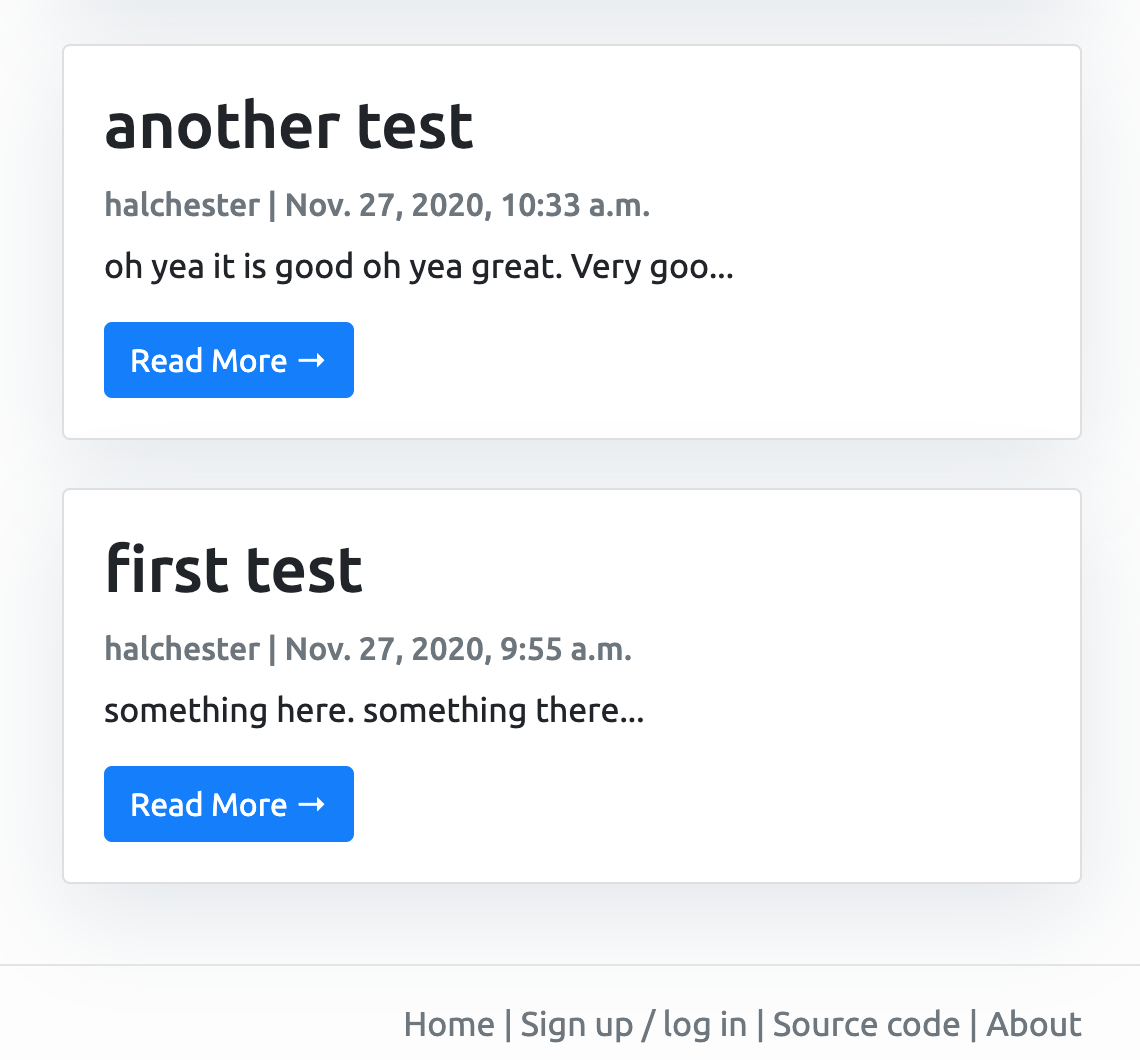 another test
halchester | Nov. 27, 2020, 10:33 a.m.
oh yea it is good oh yea great. Very goo...
Read More →
first test
halchester | Nov. 27, 2020, 9:55 a.m.
something here. something there...
Read More →
Home | Sign up / log in | Source code | About